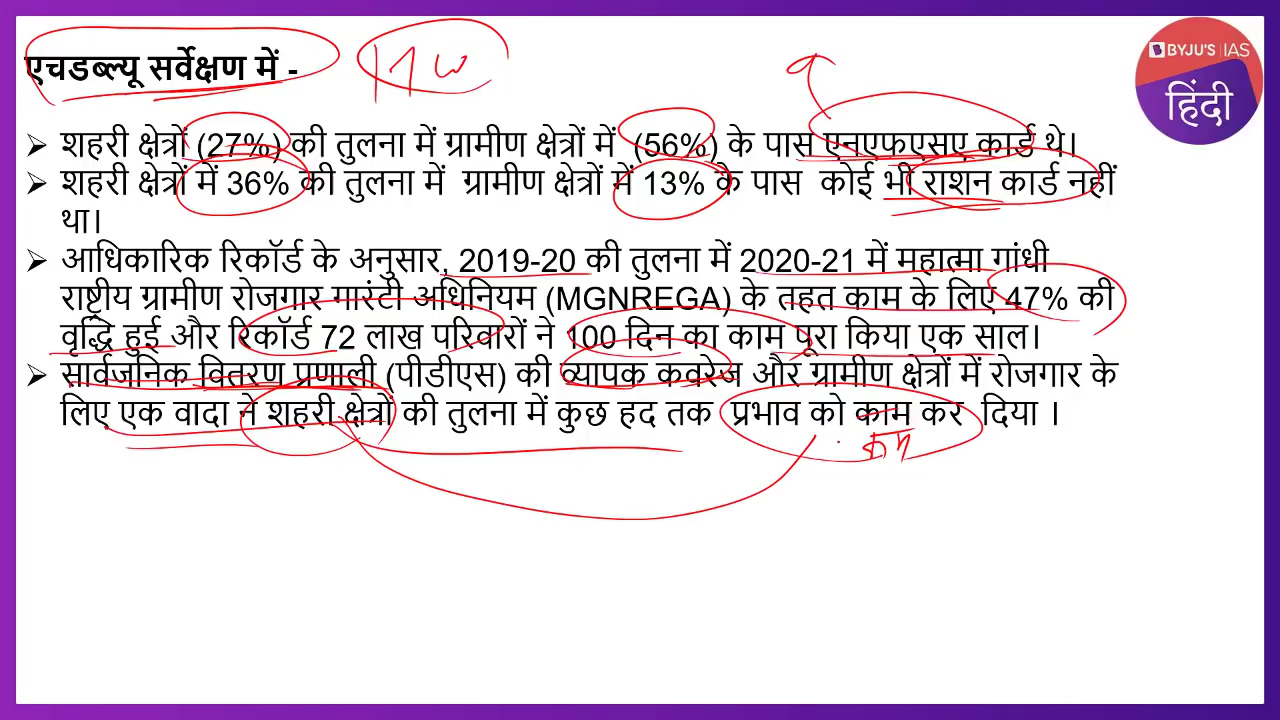 एचडब्ल्यू सर्वेक्षण में -
HW
BYJU'S IAS
हिंदी
➢ शहरी क्षेत्रों (27%) की तुलना में ग्रामीण क्षेत्रों में (56%) के पास एनएफएसए कार्ड थे।
➢ शहरी क्षेत्रों में 36% की तुलना में ग्रामीण क्षेत्रों में 13% के पास कोई भी राशन कार्ड नहीं
था।
➢ आधिकारिक रिकॉर्ड के अनुसार, 2019-20 की तुलना में 2020-21 में महात्मा गांधी
राष्ट्रीय ग्रामीण रोजगार मारंटी अधिनियम (MGNREGA) के तहत काम के लिए 47% की
वृद्धि हुई और रिकॉर्ड 72 लाख परिवारों ने 100 दिन का काम पूरा किया एक साल।
➢ सार्वजनिक वितरण प्रणाली (पीडीएस) की व्यापक कवरेज और ग्रामीण क्षेत्रों में रोजगार के
लिए एक वादा ने शहरी क्षेत्रों की तुलना में कुछ हद तक प्रभाव को काम कर दिया ।
कम